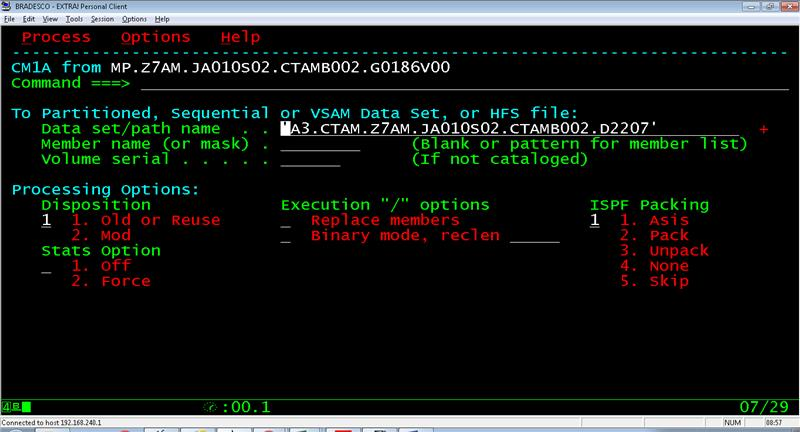 BRADESCO - EXTRA! Personal Client
File Edit View Tools Session Options Help
Process Options Help
CM1A from MP.Z7AM.JA010S02.CTAMB002.G0186V00
Command ===>
To Partitioned, Sequential or VSAM Data Set, or HFS file:
Data set/path name . . 'A3.CTAM.Z7AM.JA010S02.CTAMB002.D2207' +
Member name (or mask) . (Blank or pattern for member list)
Volume serial . . . . . (If not cataloged)
Processing Options:
Disposition Execution "/" options ISPF Packing
1 1. Old or Reuse _ Replace members 1 1. Asis
2. Mod _ Binary mode, reclen 2. Pack
Stats Option 3. Unpack
_ 1. Off 4. None
2. Force 5. Skip
:00.1 07/29
Connected to host 192.168.240.1 NUM 08:57